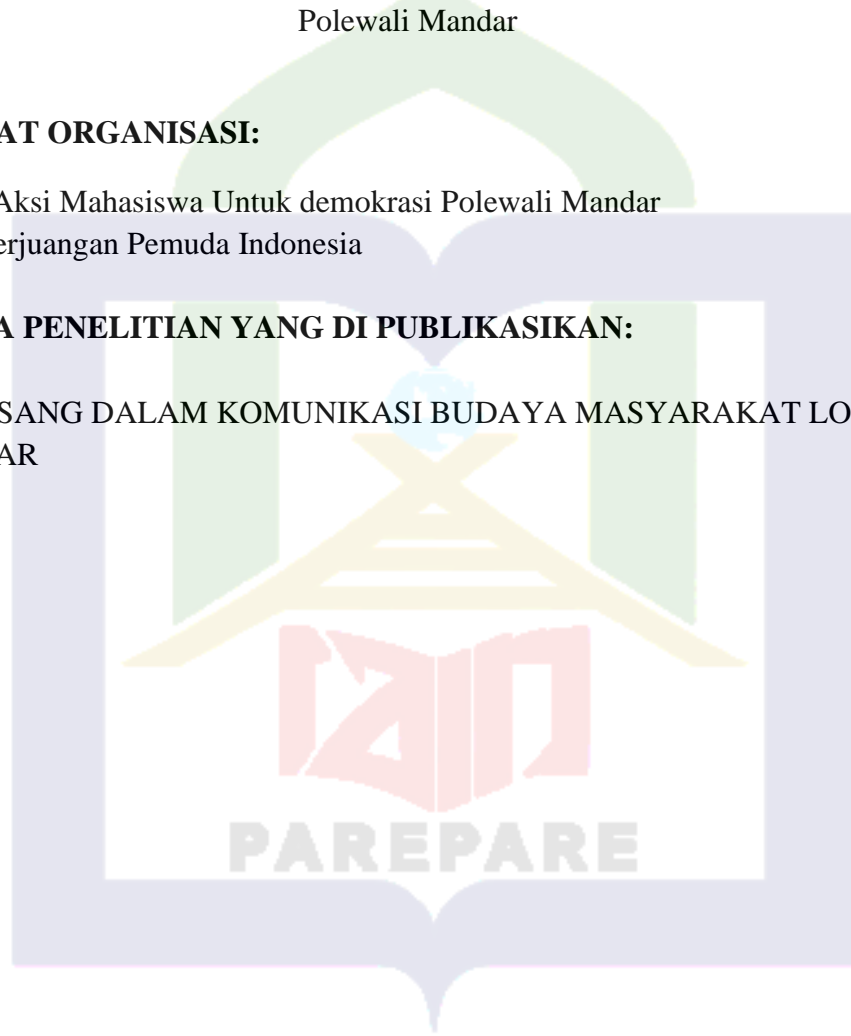 Polewali Mandar
AT ORGANISASI:
Aksi Mahasiswa Untuk demokrasi Polewali Mandar
erjuangan Pemuda Indonesia
A PENELITIAN YANG DI PUBLIKASIKAN:
SANG DALAM KOMUNIKASI BUDAYA MASYARAKAT LO
AR
iain
PAREPARE